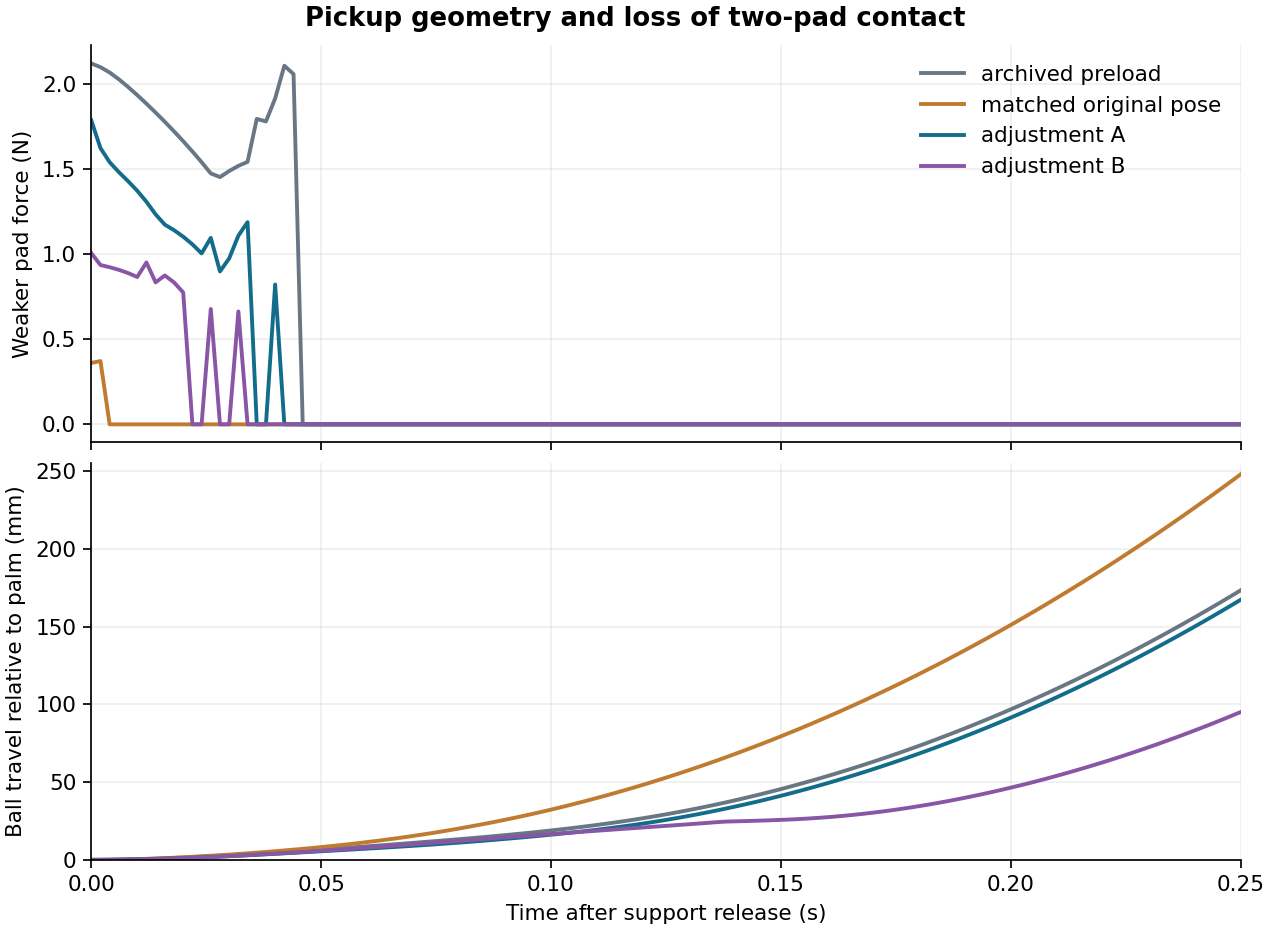 Pickup geometry and loss of two-pad contact
Weaker pad force (N)
2.0
1.5
1.0
0.5
0.0
archived preload
matched original pose
adjustment A
adjustment B
Ball travel relative to palm (mm)
250
200
150
100
50
0
0.00 0.05 0.10 0.15 0.20 0.25
Time after support release (s)